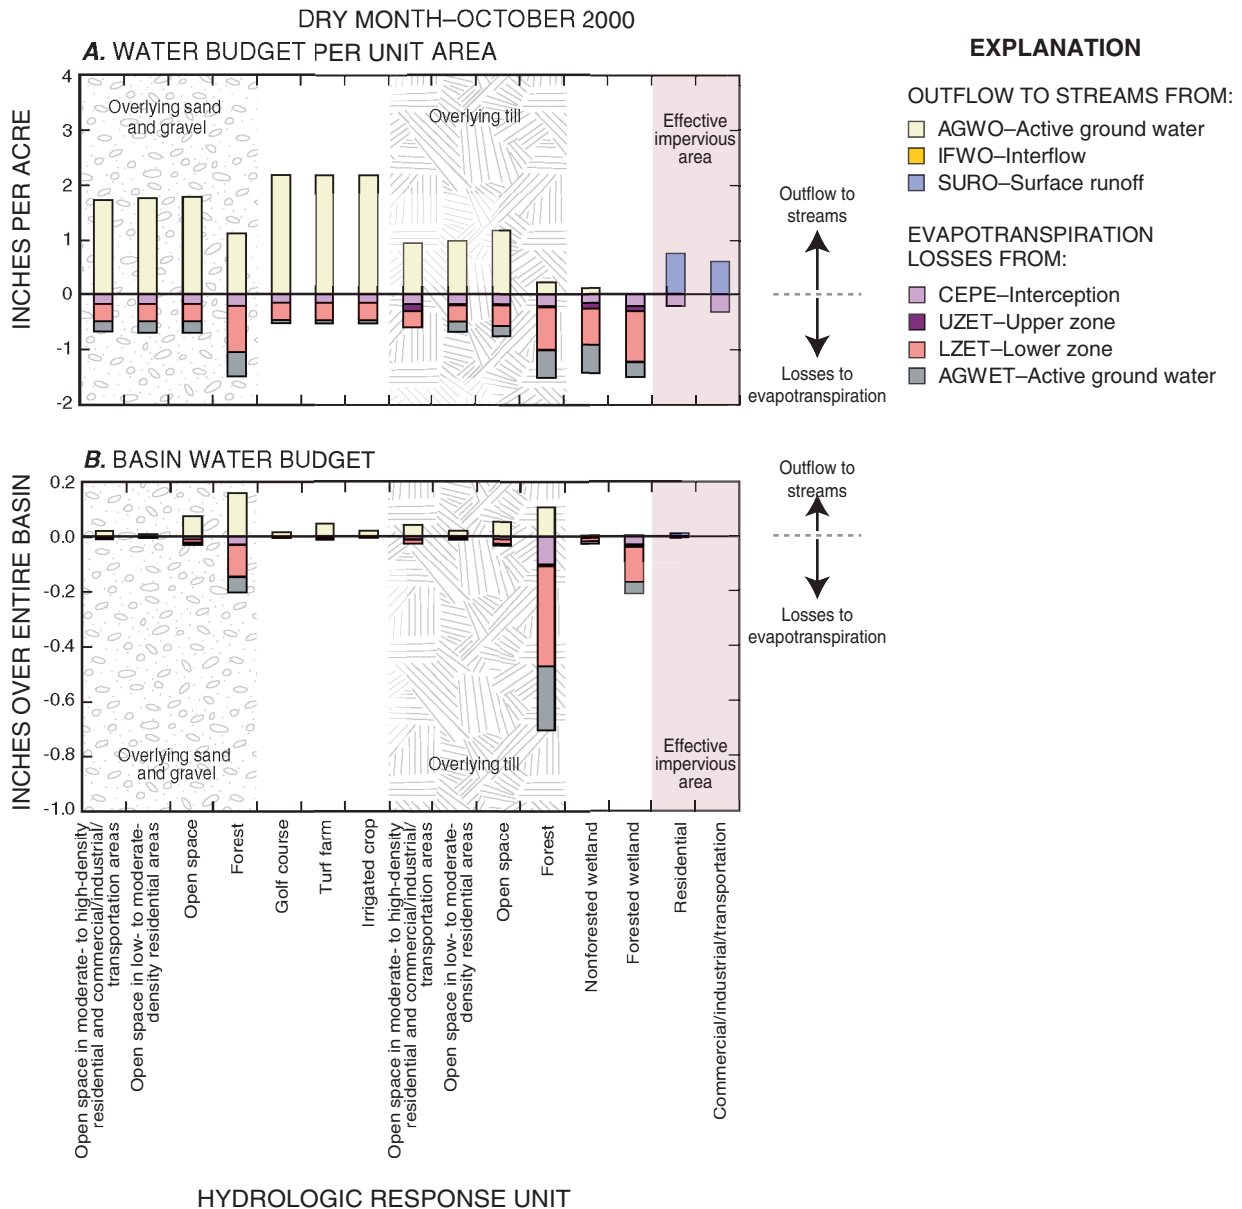 DRY MONTH–OCTOBER 2000
A. WATER BUDGET PER UNIT AREA
INCHES PER ACRE
4
3
2
1
0
-1
-2
Overlying sand
and gravel
Overlying till
Effective
impervious
area
Outflow to
streams
Losses to
evapotranspiration
EXPLANATION
OUTFLOW TO STREAMS FROM:
AGWO–Active ground water
IFWO–Interflow
SURO–Surface runoff
EVAPOTRANSPIRATION
LOSSES FROM:
CEPE–Interception
UZET–Upper zone
LZET–Lower zone
AGWET–Active ground water
B. BASIN WATER BUDGET
INCHES OVER ENTIRE BASIN
0.2
0.0
-0.2
-0.4
-0.6
-0.8
-1.0
Overlying sand
and gravel
Overlying till
Effective
impervious
area
Outflow to
streams
Losses to
evapotranspiration
Open space in moderate- to high-density
residential and commercial/industrial/
transportation areas
Open space in low- to moderate-
density residential areas
Open space
Forest
Golf course
Turf farm
Irrigated crop
Open space in moderate- to high-density
residential and commercial/industrial/
transportation areas
Open space in low- to moderate-
density residential areas
Open space
Forest
Nonforested wetland
Forested wetland
Residential
Commercial/industrial/transportation
HYDROLOGIC RESPONSE UNIT